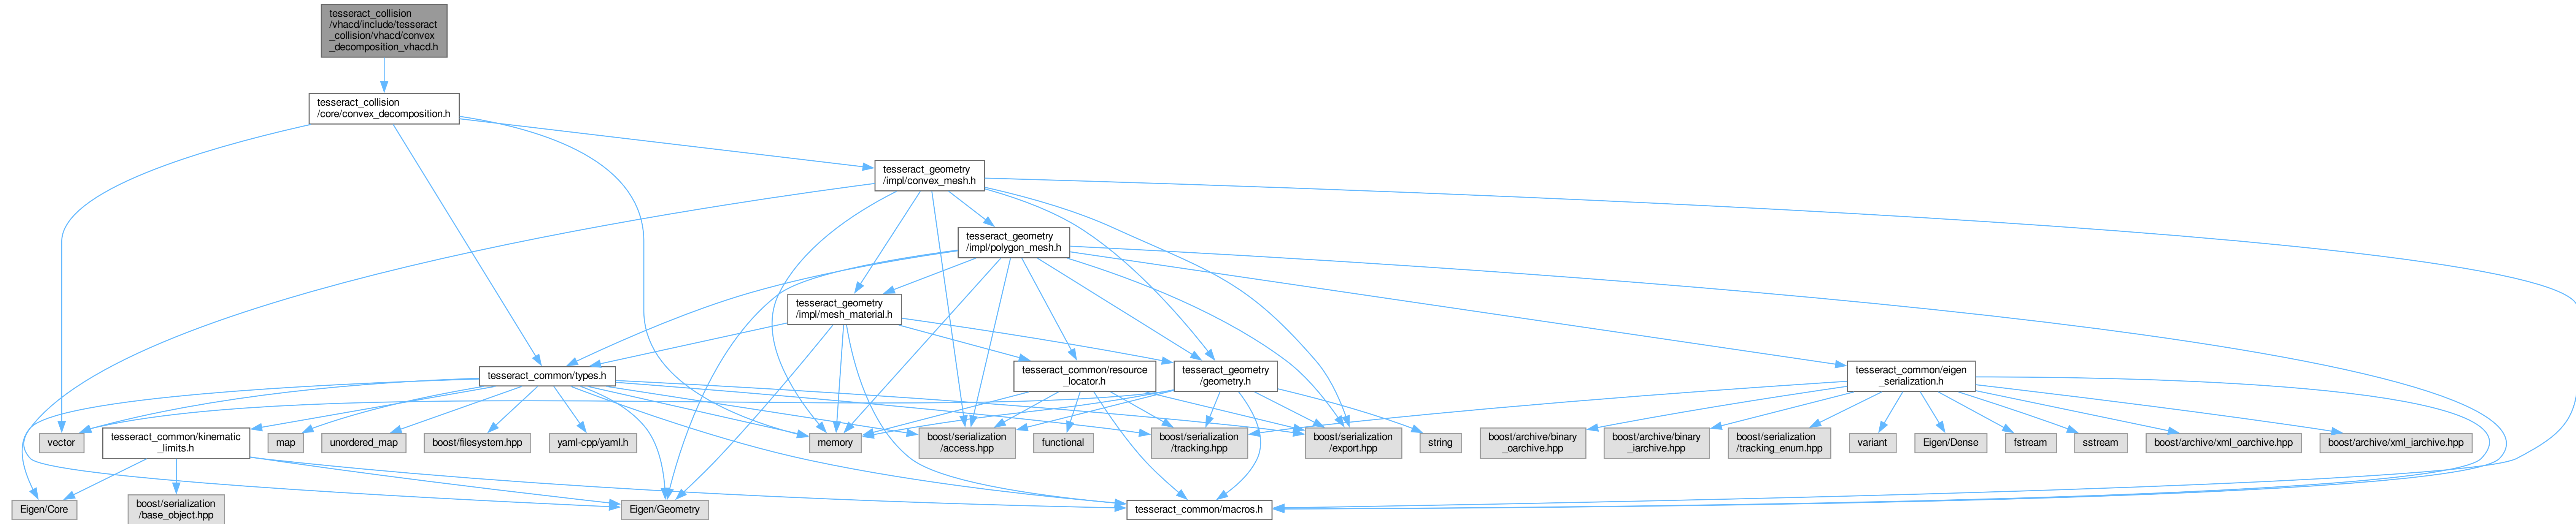 tesseract_collision
/vhacd/include/tesseract
_collision/vhacd/convex
_decomposition_vhacd.h
tesseract_collision
/core/convex_decomposition.h
tesseract_geometry
/impl/convex_mesh.h
tesseract_geometry
/impl/polygon_mesh.h
tesseract_geometry
/impl/mesh_material.h
tesseract_common/types.h
tesseract_common/resource
_locator.h
tesseract_geometry
/geometry.h
tesseract_common/eigen
_serialization.h
vector
tesseract_common/kinematic
_limits.h
map
unordered_map
boost/filesystem.hpp
yaml-cpp/yaml.h
memory
boost/serialization
/access.hpp
functional
boost/serialization
/tracking.hpp
boost/serialization
/export.hpp
string
boost/archive/binary
_oarchive.hpp
boost/archive/binary
_iarchive.hpp
boost/serialization
/tracking_enum.hpp
variant
Eigen/Dense
fstream
sstream
boost/archive/xml_oarchive.hpp
boost/archive/xml_iarchive.hpp
Eigen/Core
boost/serialization
/base_object.hpp
Eigen/Geometry
tesseract_common/macros.h